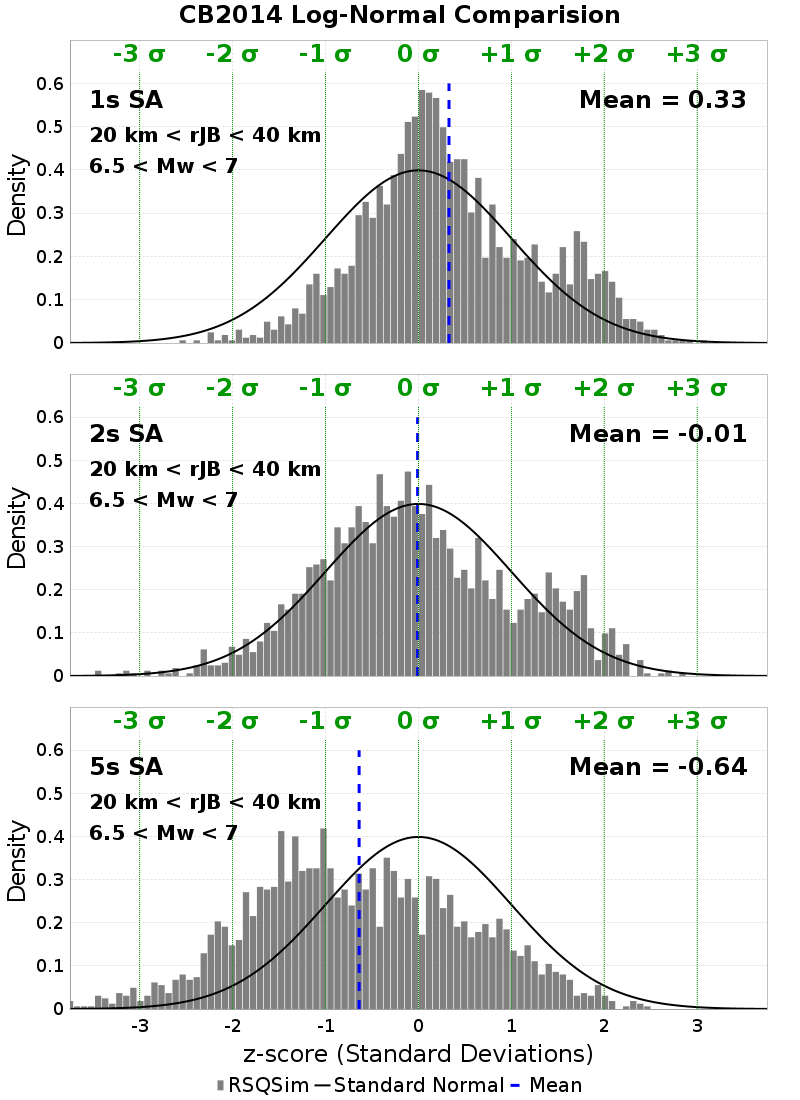 CB2014 Log-Normal Comparision
-3 σ -2 σ -1 σ 0 σ +1 σ +2 σ +3 σ
1s SA
Mean = 0.33
20 km < rJB < 40 km
6.5 < Mw < 7
Density
0.6
0.5
0.4
0.3
0.2
0.1
0
-3 σ -2 σ -1 σ 0 σ +1 σ +2 σ +3 σ
2s SA
Mean = -0.01
20 km < rJB < 40 km
6.5 < Mw < 7
Density
0.6
0.5
0.4
0.3
0.2
0.1
0
-3 σ -2 σ -1 σ 0 σ +1 σ +2 σ +3 σ
5s SA
Mean = -0.64
20 km < rJB < 40 km
6.5 < Mw < 7
Density
0.6
0.5
0.4
0.3
0.2
0.1
0
-3 -2 -1 0 1 2 3
z-score (Standard Deviations)
RSQSim Standard Normal Mean